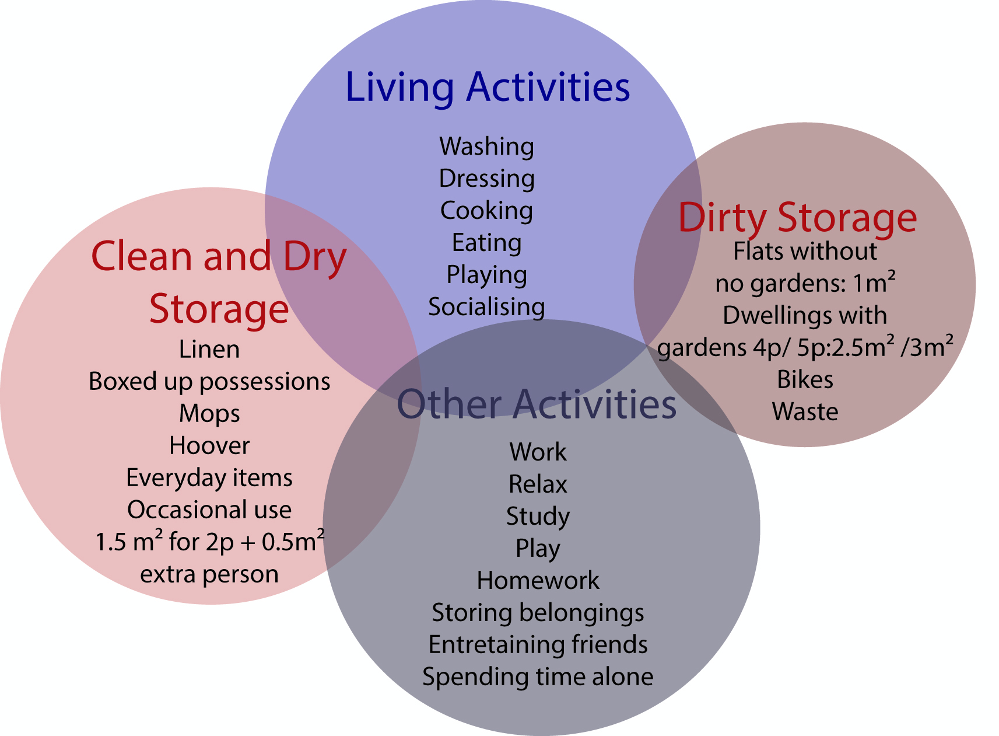 Living Activities
Washing
Dressing
Cooking
Eating
Playing
Socialising
Clean and Dry
Storage
Linen
Boxed up possessions
Mops
Hoover
Everyday items
Occasional use
1.5 m² for 2p + 0.5m²
extra person
Dirty Storage
Flats without
no gardens: 1m²
Dwellings with
gardens 4p/ 5p:2.5m² /3m²
Bikes
Waste
Other Activities
Work
Relax
Study
Play
Homework
Storing belongings
Entretaining friends
Spending time alone